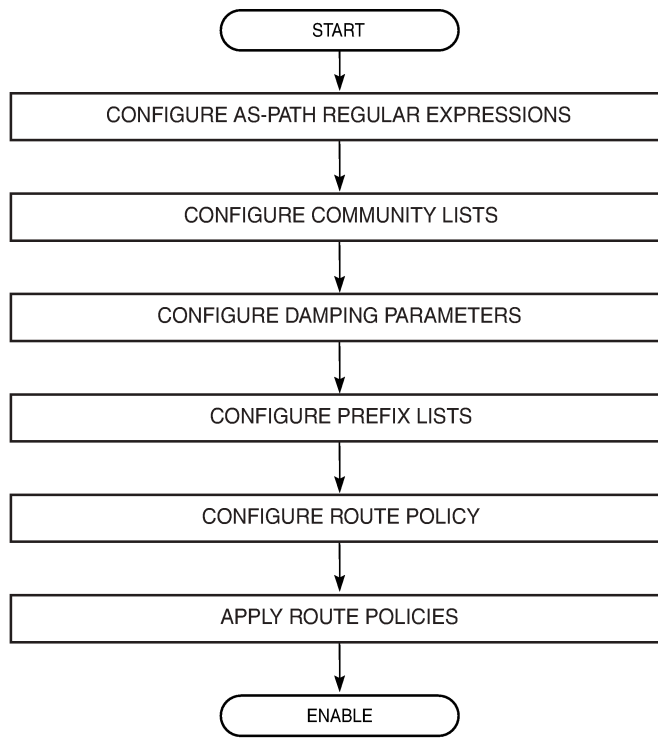 START
CONFIGURE AS-PATH REGULAR EXPRESSIONS
CONFIGURE COMMUNITY LISTS
CONFIGURE DAMPING PARAMETERS
CONFIGURE PREFIX LISTS
CONFIGURE ROUTE POLICY
APPLY ROUTE POLICIES
ENABLE